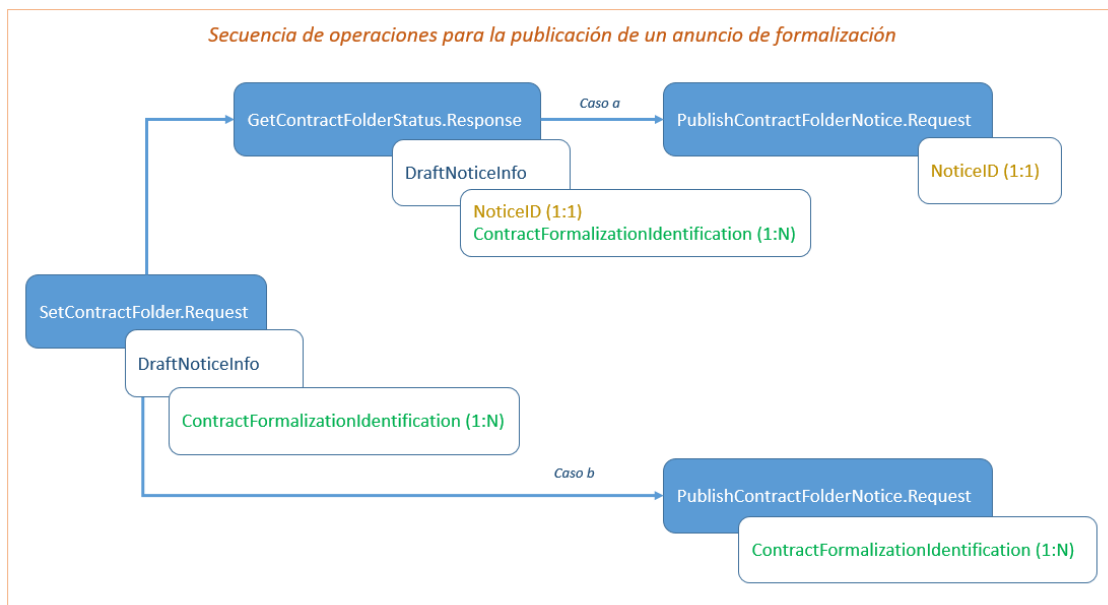 Secuencia de operaciones para la publicación de un anuncio de formalización
GetContractFolderStatus.Response
Caso a
PublishContractFolderNotice.Request
DraftNoticeInfo
NoticeID (1:1)
NoticeID (1:1)
ContractFormalizationIdentification (1:N)
SetContractFolder.Request
DraftNoticeInfo
ContractFormalizationIdentification (1:N)
Caso b
PublishContractFolderNotice.Request
ContractFormalizationIdentification (1:N)